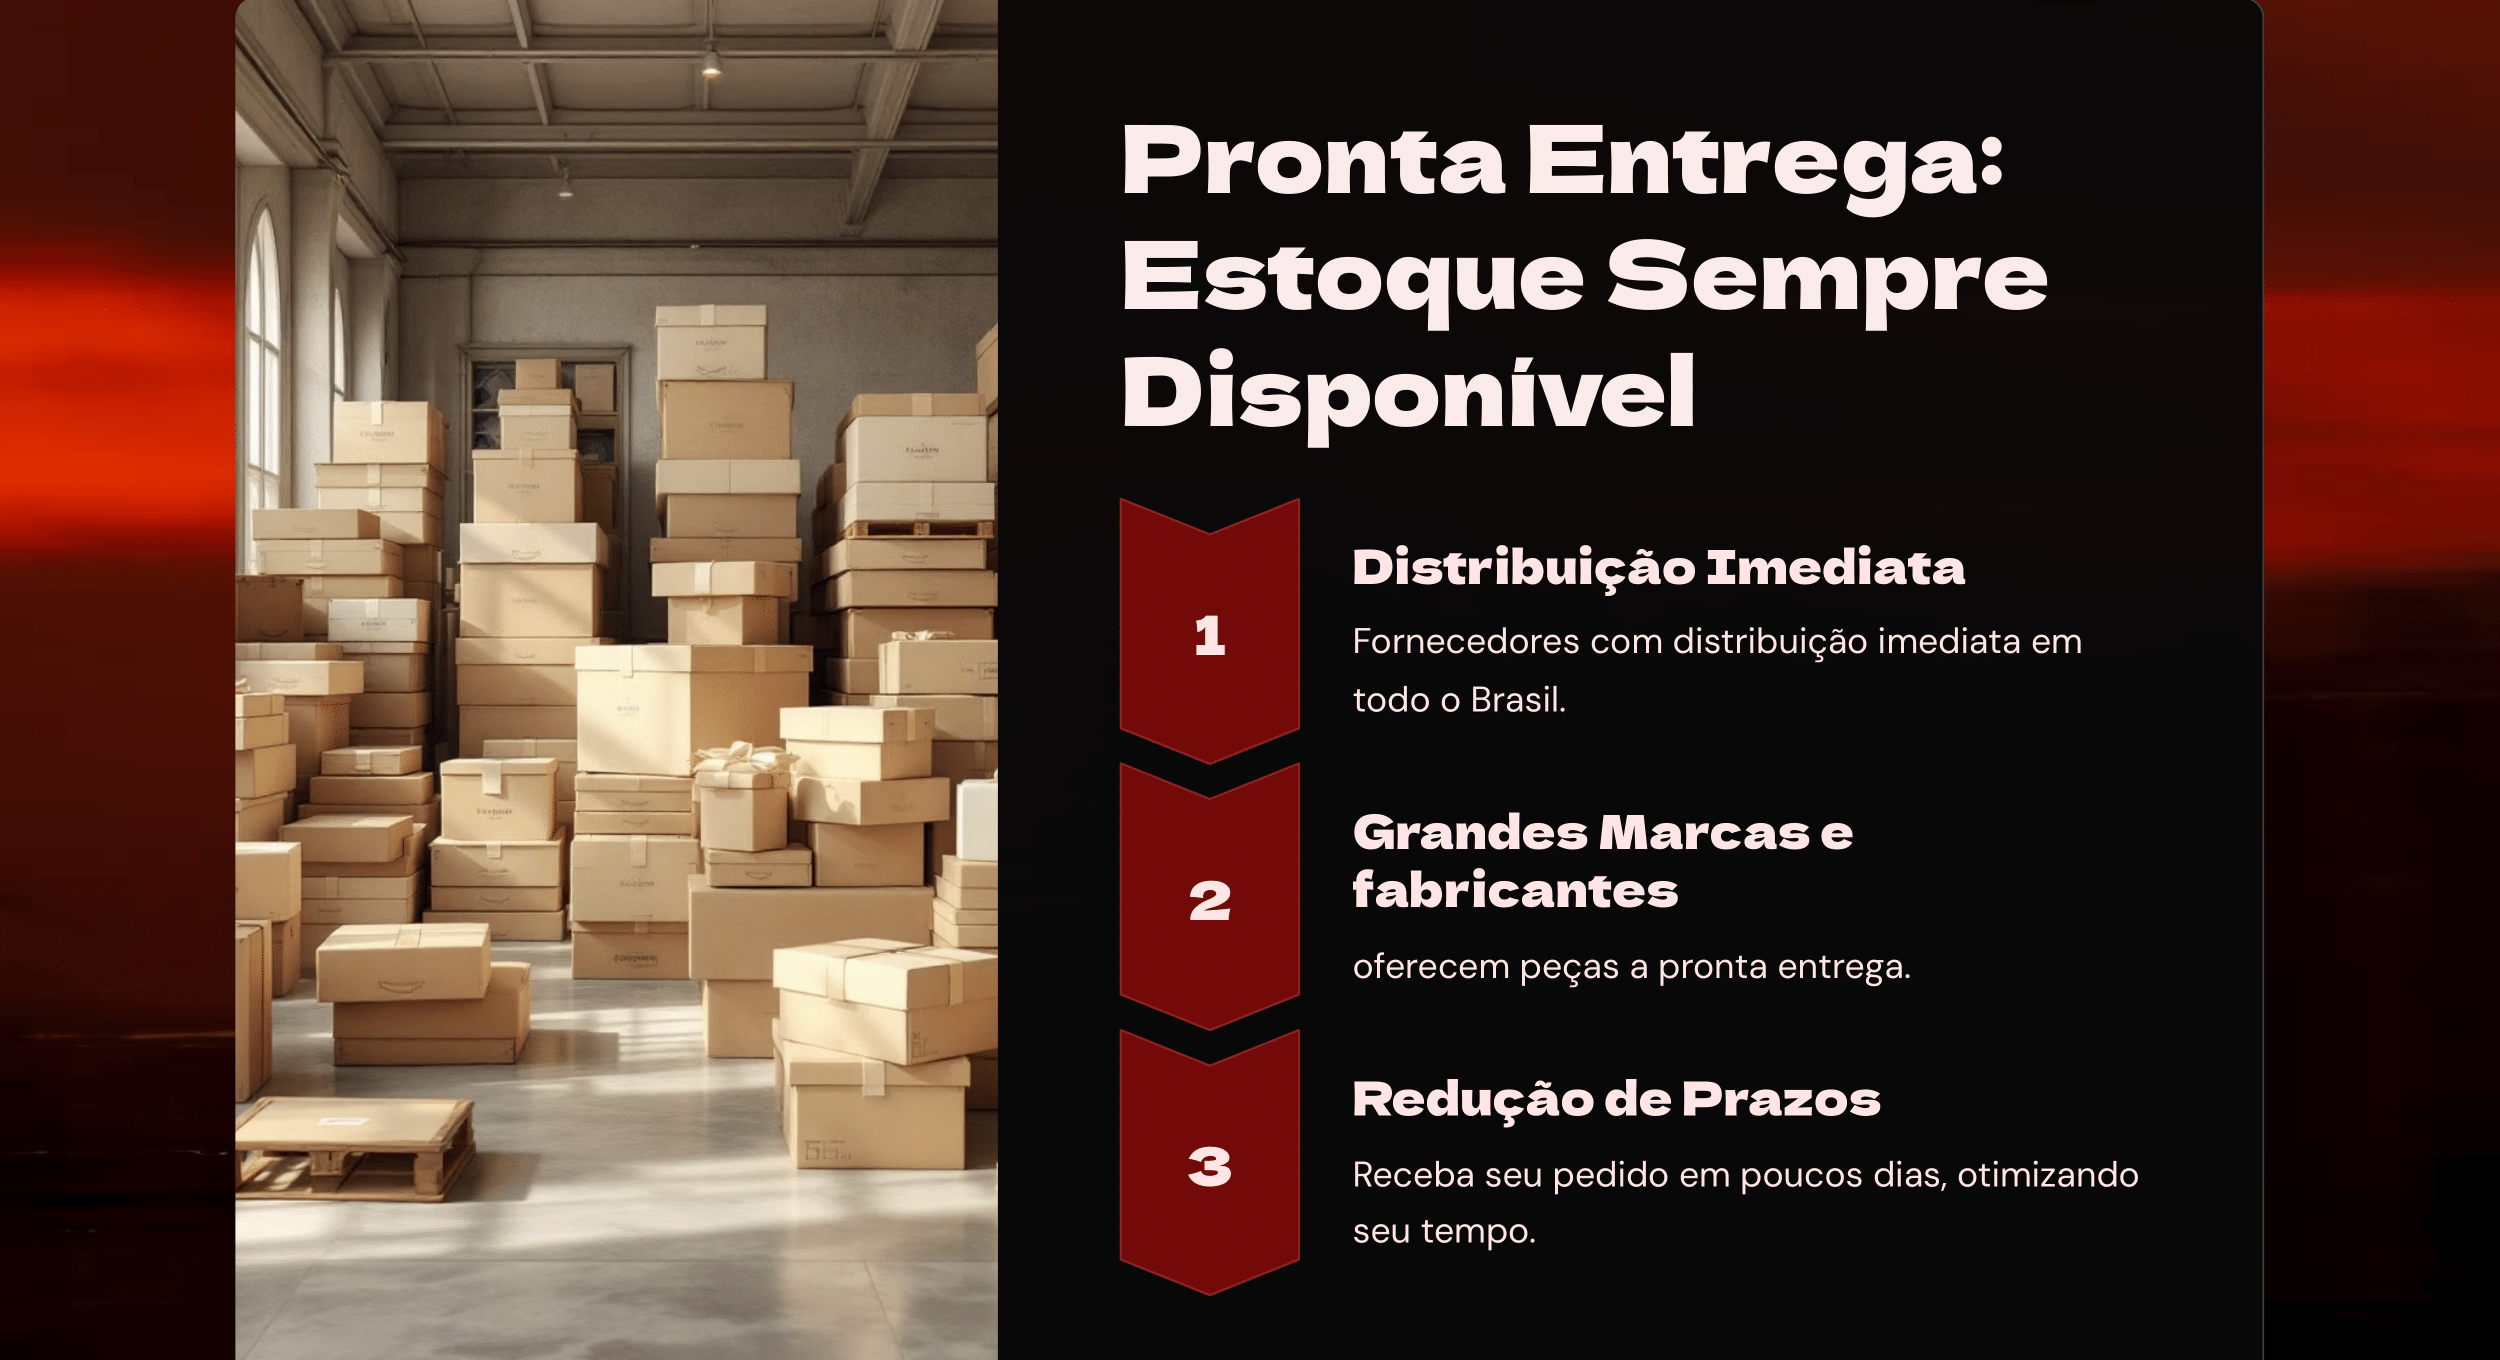 Pronta Entrega:
Estoque Sempre
Disponível
1
Distribuição Imediata
Fornecedores com distribuição imediata em
todo o Brasil.
2
Grandes Marcas e
fabricantes
oferecem peças a pronta entrega.
3
Redução de Prazos
Receba seu pedido em poucos dias, otimizando
seu tempo.